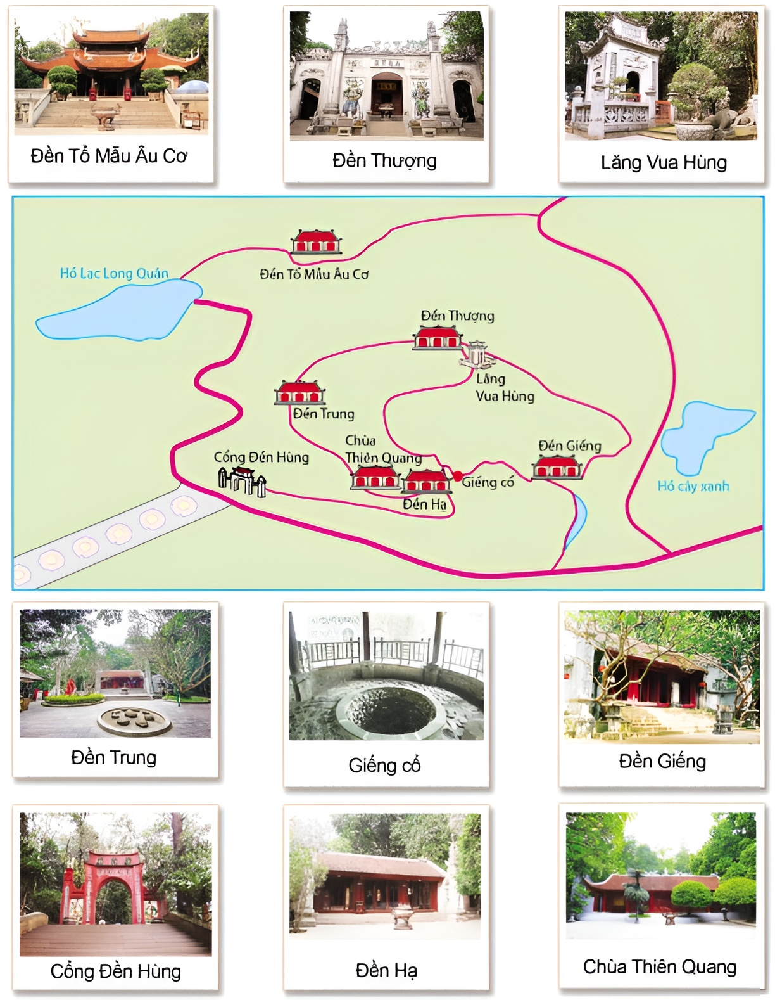 Đền Tổ Mẫu Âu Cơ
Đền Thượng
Lăng Vua Hùng
Hồ Lạc Long Quân
Đền Tổ Mẫu Âu Cơ
Đền Thượng
Lăng
Vua Hùng
Đền Trung
Chùa
Thiên Quang
Cổng Đền Hùng
Đền Giếng
Giếng cổ
Đền Hạ
Hồ cây xanh
Đền Trung
Giếng cổ
Đền Giếng
Cổng Đền Hùng
Đền Hạ
Chùa Thiên Quang